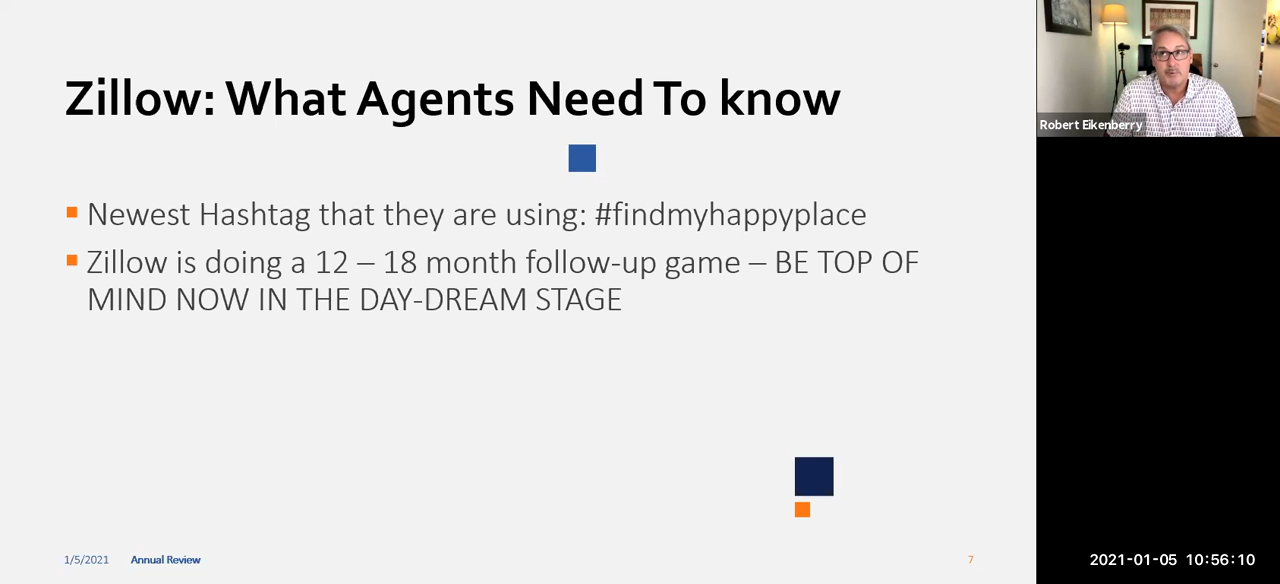 Zillow: What Agents Need To know
Newest Hashtag that they are using: #findmyhappyplace
Zillow is doing a 12 – 18 month follow-up game – BE TOP OF
MIND NOW IN THE DAY-DREAM STAGE
1/5/2021 Annual Review 7
Robert Eikenberry
2021-01-05 10:56:10